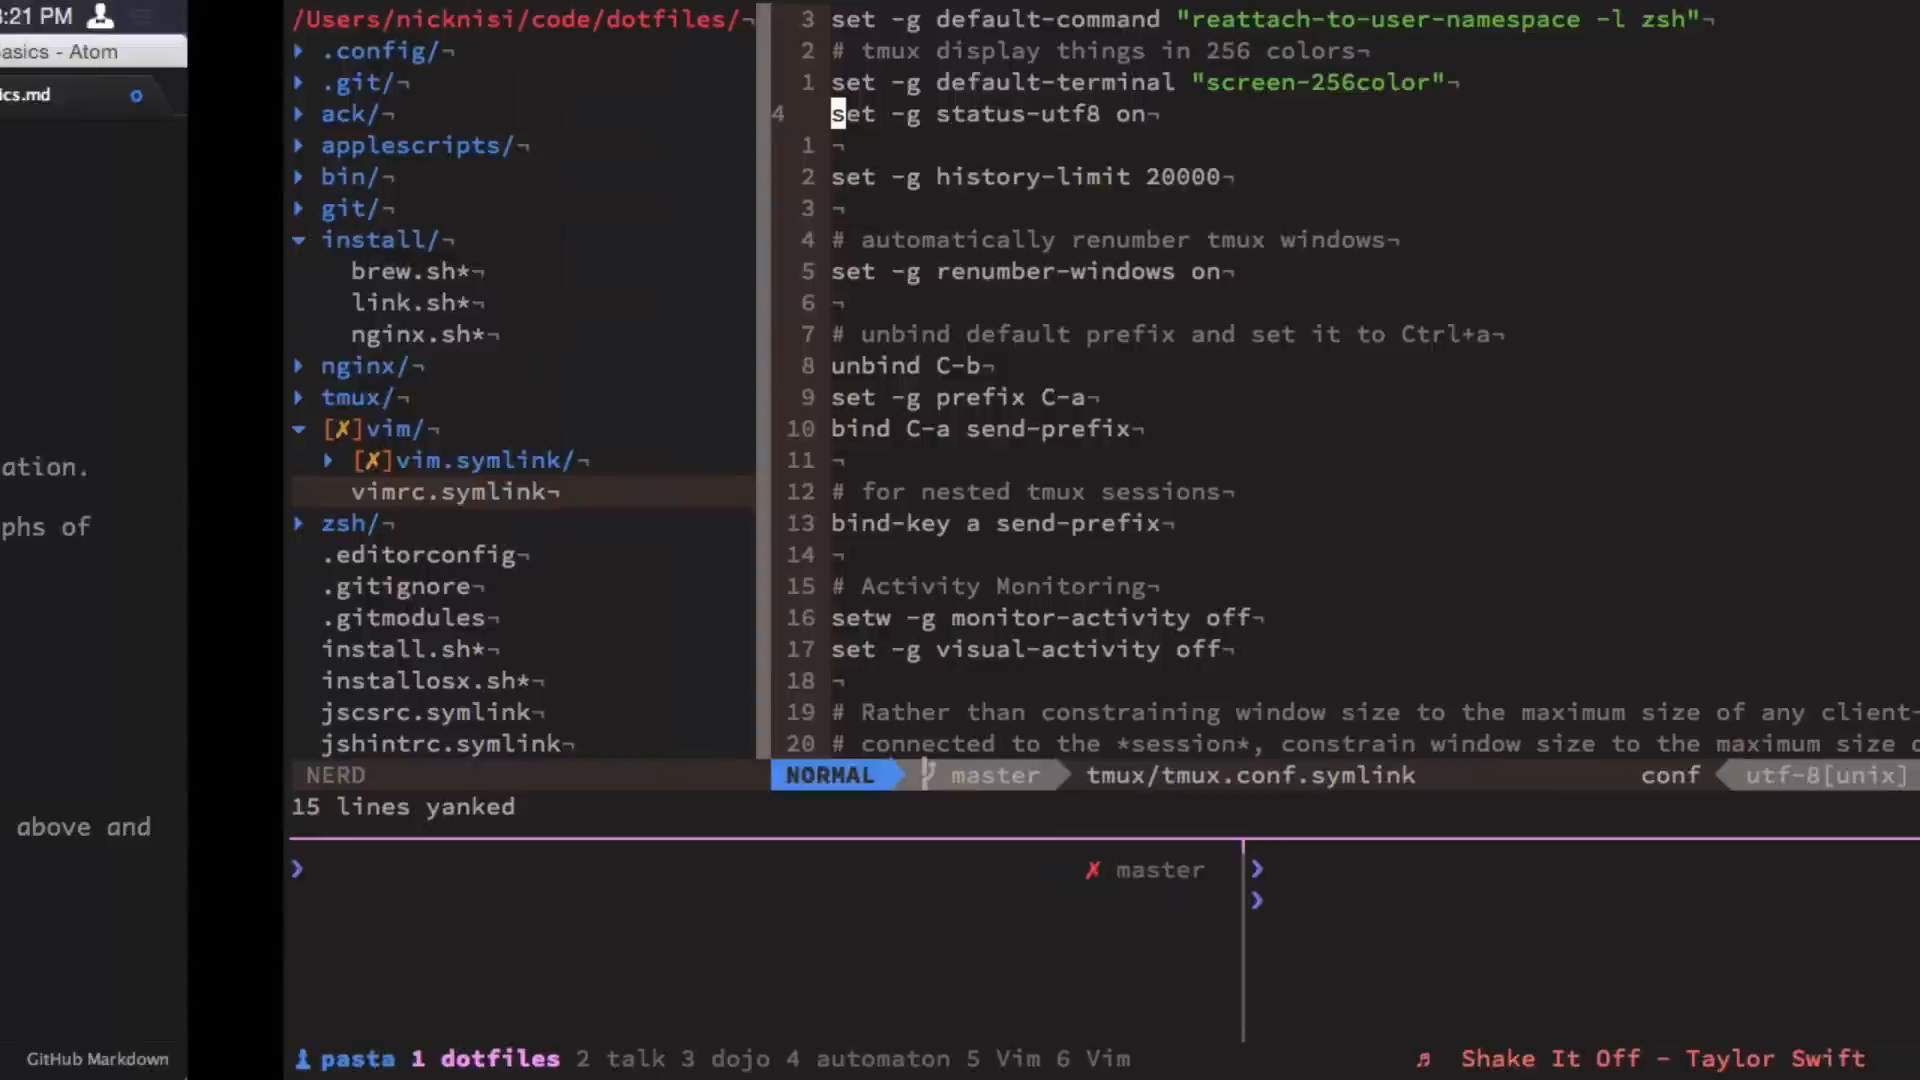 :21 PM
asics - Atom
ics.md
ation.
phs of
above and
GitHub Markdown
/Users/nicknisi/code/dotfiles/¬
▸ .config/¬
▸ .git/¬
▸ ack/¬
▸ applescripts/¬
▸ bin/¬
▸ git/¬
▾ install/¬
brew.sh*¬
link.sh*¬
nginx.sh*¬
▸ nginx/¬
▸ tmux/¬
▾ [✗]vim/¬
▸ [✗]vim.symlink/¬
vimrc.symlink¬
▸ zsh/¬
.editorconfig¬
.gitignore¬
.gitmodules¬
install.sh*¬
installosx.sh*¬
jscsrc.symlink¬
jshintrc.symlink¬
NERD
3 set -g default-command "reattach-to-user-namespace -l zsh"¬
2 # tmux display things in 256 colors¬
1 set -g default-terminal "screen-256color"¬
4 set -g status-utf8 on¬
1 ¬
2 set -g history-limit 20000¬
3 ¬
4 # automatically renumber tmux windows¬
5 set -g renumber-windows on¬
6 ¬
7 # unbind default prefix and set it to Ctrl+a¬
8 unbind C-b¬
9 set -g prefix C-a¬
10 bind C-a send-prefix¬
11 ¬
12 # for nested tmux sessions¬
13 bind-key a send-prefix¬
14 ¬
15 # Activity Monitoring¬
16 setw -g monitor-activity off¬
17 set -g visual-activity off¬
18 ¬
19 # Rather than constraining window size to the maximum size of any client-
20 # connected to the *session*, constrain window size to the maximum size o
NORMAL master tmux/tmux.conf.symlink conf utf-8[unix]
15 lines yanked
❯ ✗ master
❯
❯
pasta 1 dotfiles 2 talk 3 dojo 4 automaton 5 Vim 6 Vim
♬ Shake It Off - Taylor Swift